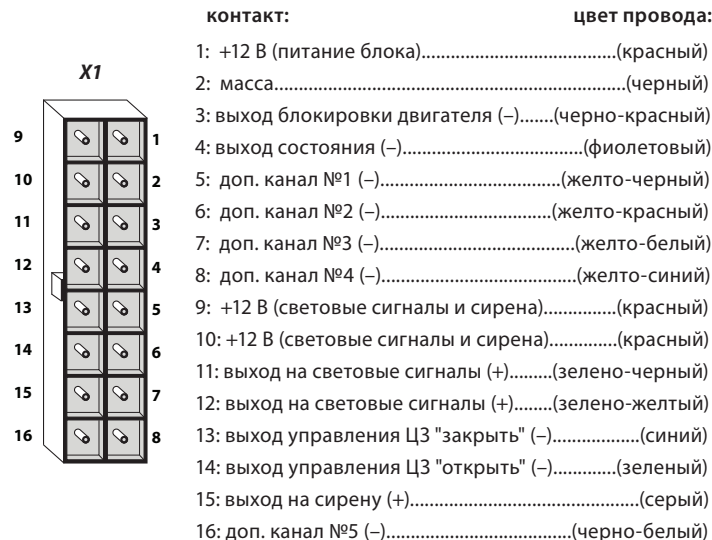 контакт: цвет провода:
X1
1: +12 В (питание блока)......................................(красный)
2: масса...................................................................(черный)
3: выход блокировки двигателя (–).......(черно-красный)
4: выход состояния (–)...................................(фиолетовый)
5: доп. канал №1 (–)....................................(желто-черный)
6: доп. канал №2 (–).................................(желто-красный)
7: доп. канал №3 (–).......................................(желто-белый)
8: доп. канал №4 (–).......................................(желто-синий)
9: +12 В (световые сигналы и сирена)..............(красный)
10: +12 В (световые сигналы и сирена).............(красный)
11: выход на световые сигналы (+)........(зелено-черный)
12: выход на световые сигналы (+).......(зелено-желтый)
13: выход управления ЦЗ "закрыть" (–)................(синий)
14: выход управления ЦЗ "открыть" (–)............(зеленый)
15: выход на сирену (+).............................................(серый)
16: доп. канал №5 (–).....................................(черно-белый)
9 1
10 2
11 3
12 4
13 5
14 6
15 7
16 8